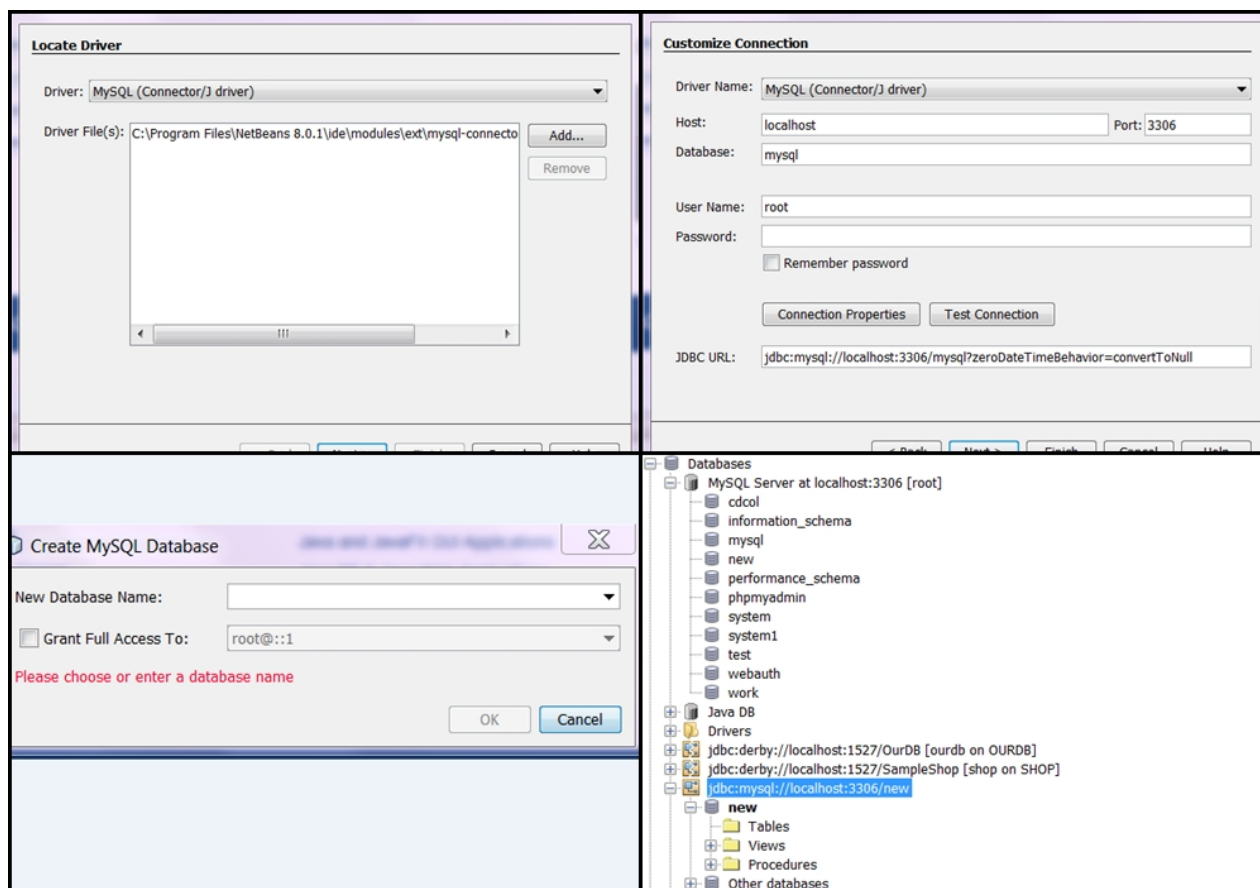 Locate Driver
Driver: MySQL (Connector/J driver)
Driver File(s): C:\Program Files\NetBeans 8.0.1\ide\modules\ext\mysql-connecto
Add...
Remove
Customize Connection
Driver Name: MySQL (Connector/J driver)
Host: localhost Port: 3306
Database: mysql
User Name: root
Password:
Remember password
Connection Properties Test Connection
JDBC URL: jdbc:mysql://localhost:3306/mysql?zeroDateTimeBehavior=convertToNull
< Back Next > Finish Cancel Help
Create MySQL Database
New Database Name:
Grant Full Access To: root@::1
Please choose or enter a database name
OK Cancel
Databases
MySQL Server at localhost:3306 [root]
cdcol
information_schema
mysql
new
performance_schema
phpmyadmin
system
system1
test
webauth
work
Java DB
Drivers
jdbc:derby://localhost:1527/OurDB [ourdb on OURDB]
jdbc:derby://localhost:1527/SampleShop [shop on SHOP]
jdbc:mysql://localhost:3306/new
new
Tables
Views
Procedures
Other databases